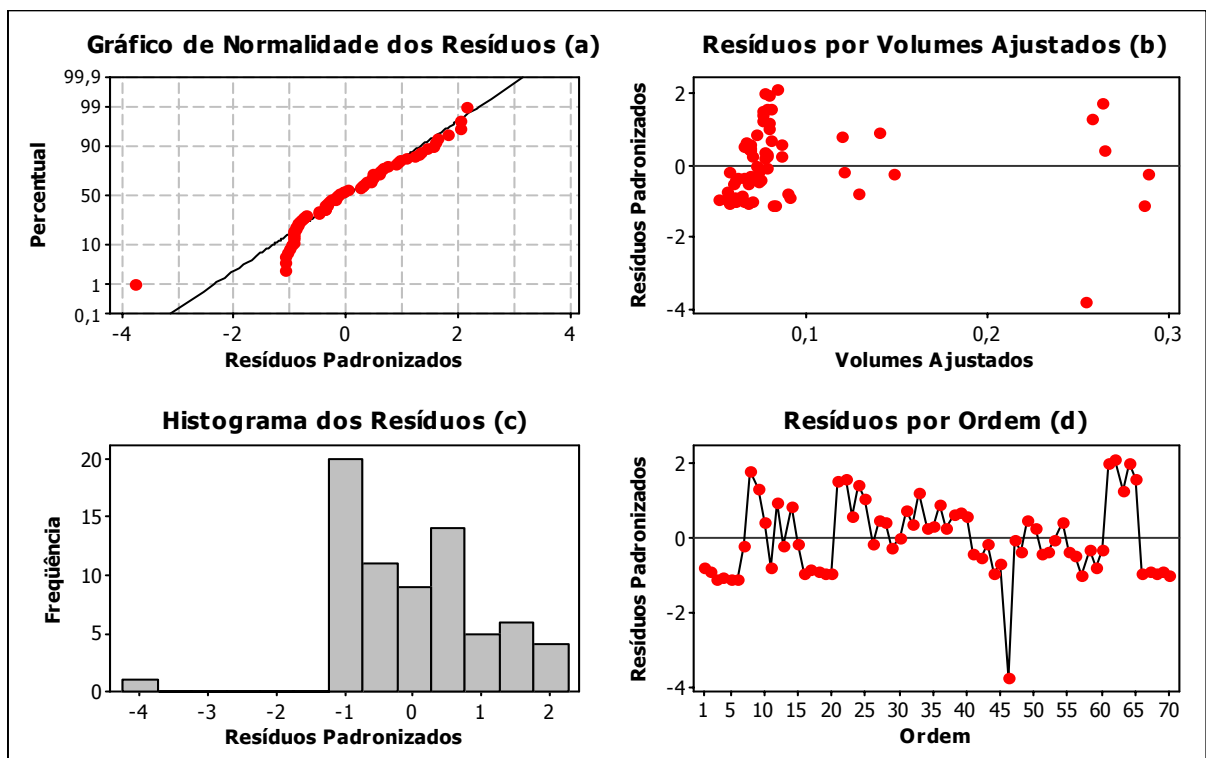 Gráfico de Normalidade dos Resíduos (a)
Percentual
99,9
99
90
50
10
1
0,1
-4 -2 0 2 4
Resíduos Padronizados
Resíduos por Volumes Ajustados (b)
Resíduos Padronizados
2
0
-2
-4
0,1 0,2 0,3
Volumes Ajustados
Histograma dos Resíduos (c)
Freqüência
20
15
10
5
0
-4 -3 -2 -1 0 1 2
Resíduos Padronizados
Resíduos por Ordem (d)
Resíduos Padronizados
2
0
-2
-4
1 5 10 15 20 25 30 35 40 45 50 55 60 65 70
Ordem